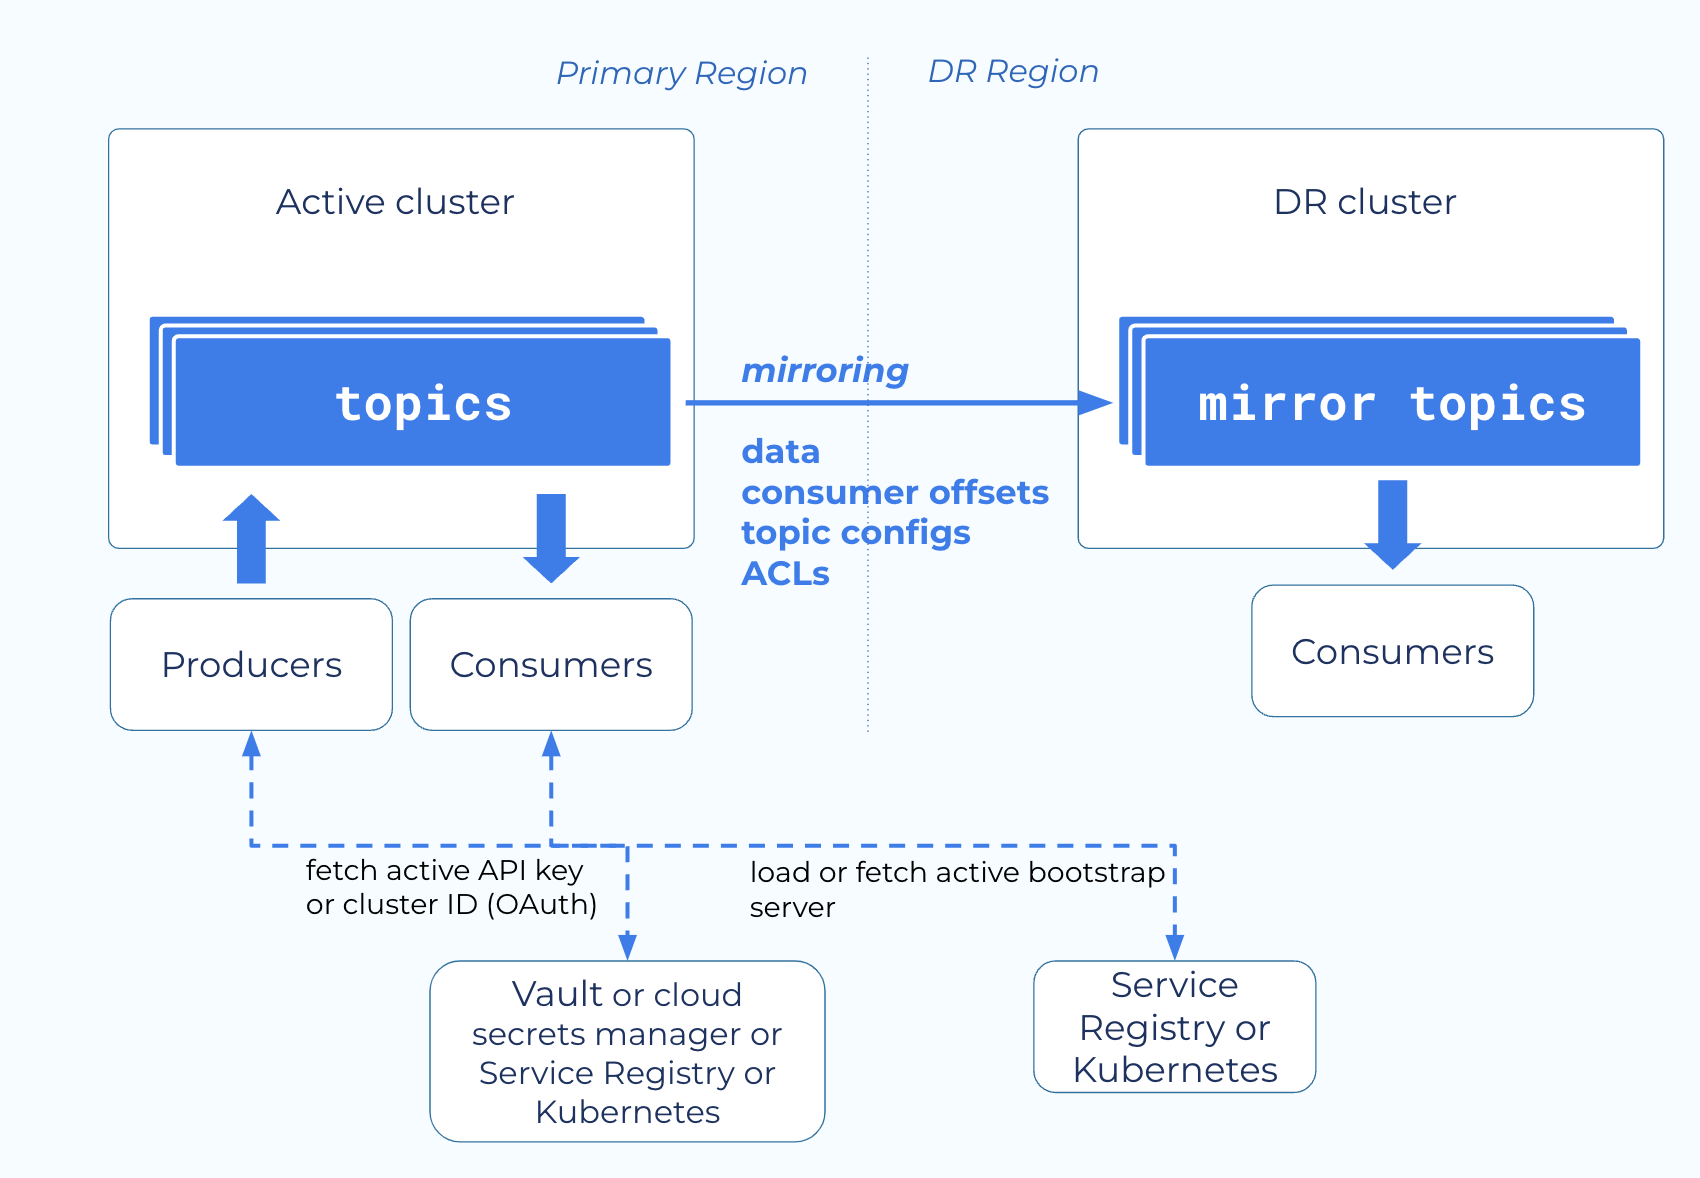 Primary Region
DR Region
Active cluster
DR cluster
topics
mirroring
mirror topics
data
consumer offsets
topic configs
ACLs
Producers
Consumers
Consumers
fetch active API key
or cluster ID (OAuth)
load or fetch active bootstrap
server
Vault or cloud
secrets manager or
Service Registry or
Kubernetes
Service
Registry or
Kubernetes